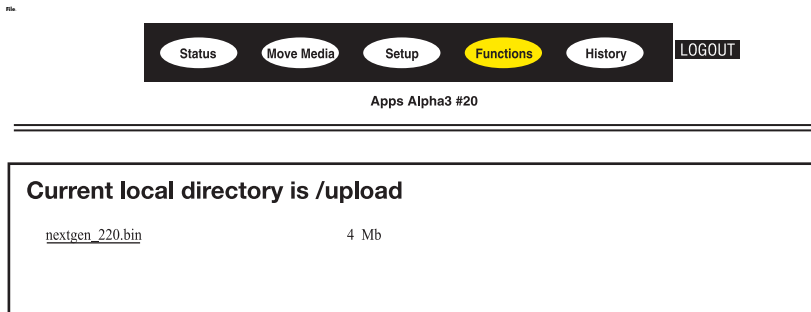 File
Status Move Media Setup Functions History LOGOUT
Apps Alpha3 #20
Current local directory is /upload
nextgen_220.bin 4 Mb